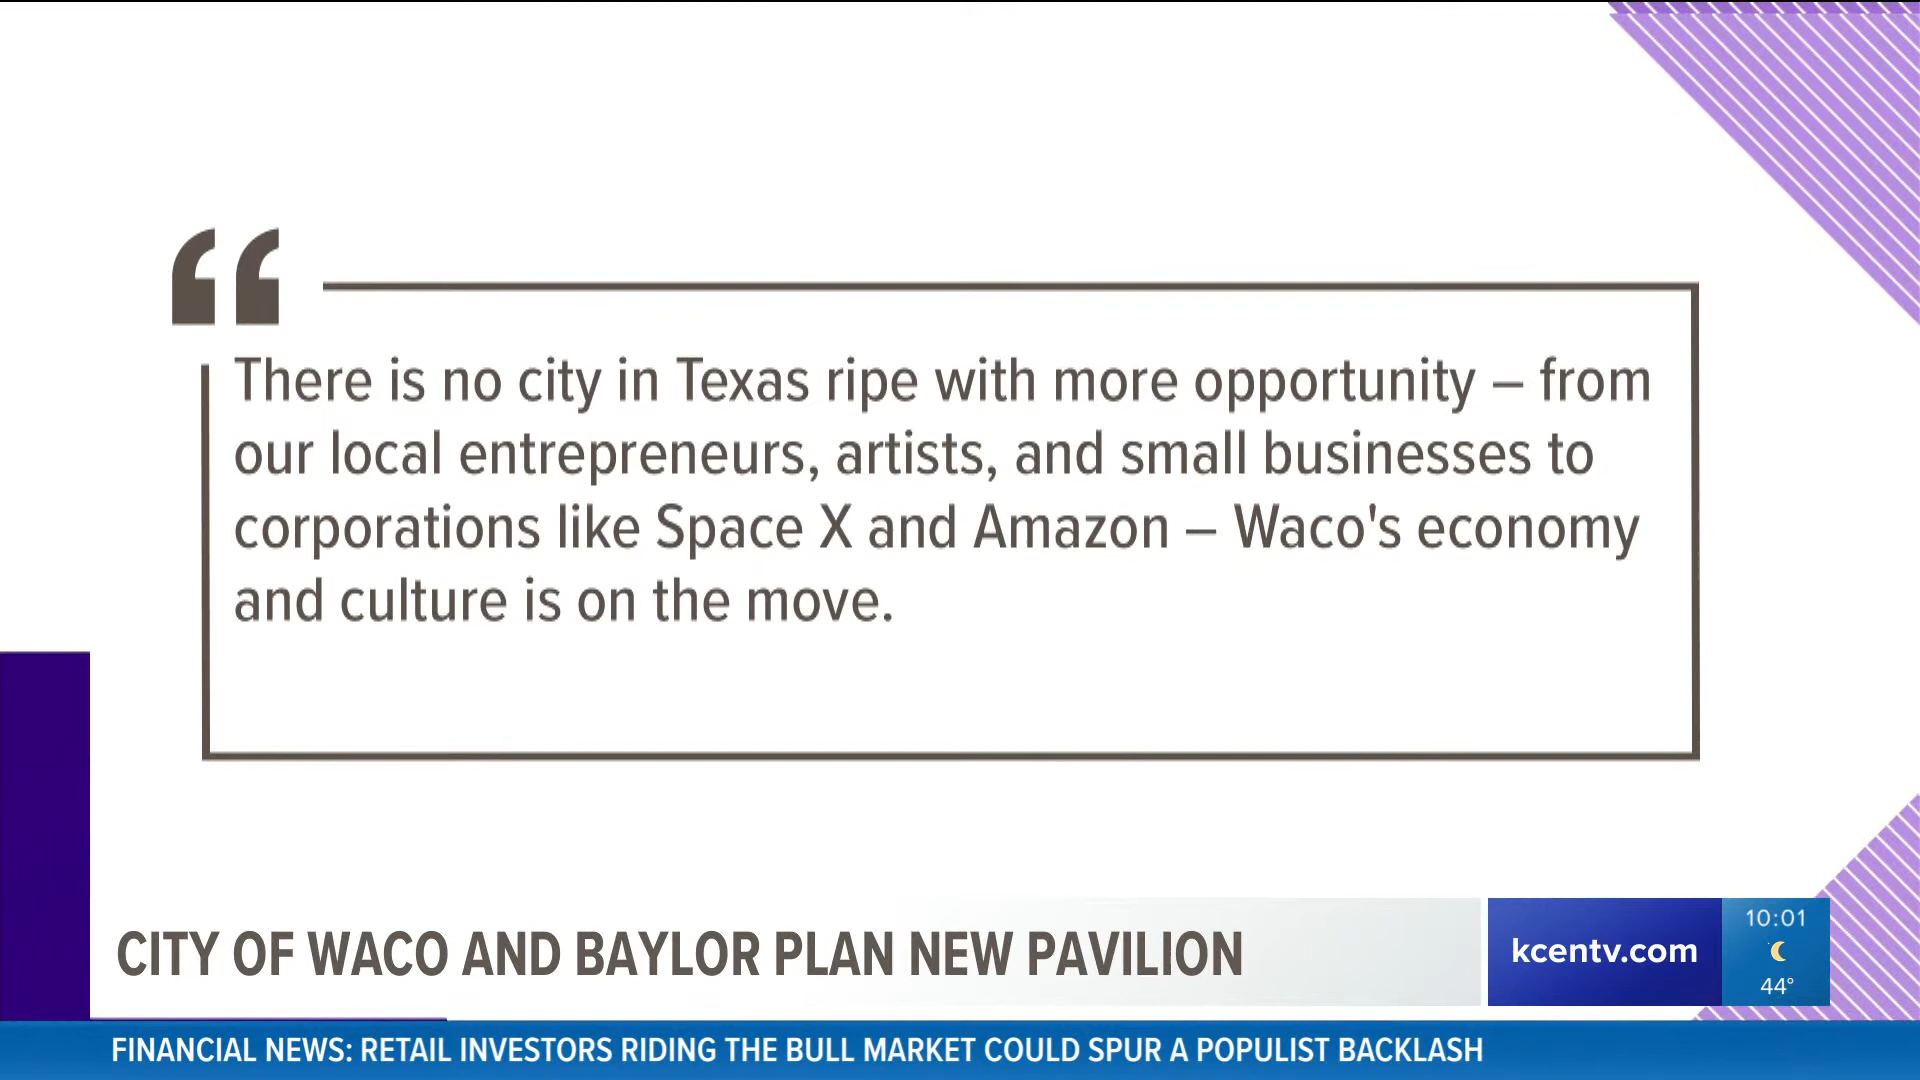 “
There is no city in Texas ripe with more opportunity – from
our local entrepreneurs, artists, and small businesses to
corporations like Space X and Amazon – Waco's economy
and culture is on the move.
CITY OF WACO AND BAYLOR PLAN NEW PAVILION
kcentv.com
10:01
44°
FINANCIAL NEWS: RETAIL INVESTORS RIDING THE BULL MARKET COULD SPUR A POPULIST BACKLASH